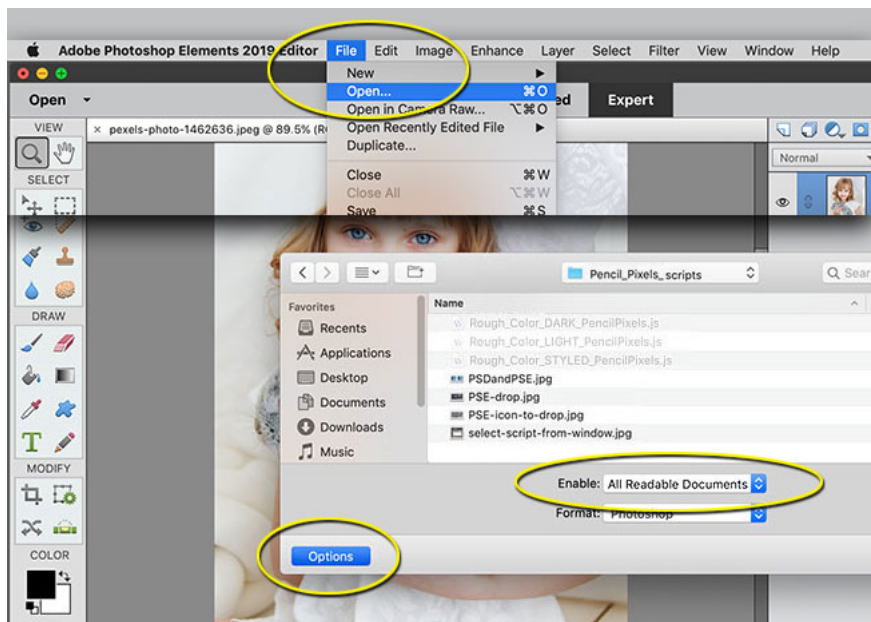 Adobe Photoshop Elements 2019 Editor File Edit Image Enhance Layer Select Filter View Window Help
New
Open ed Expert
Open... ⌘O
Open in Camera Raw... ⌥⌘O
VIEW × pexels-photo-1462636.jpeg @ 89.5% (R
Open Recently Edited File
Duplicate...
Normal
SELECT
Close ⌘W
Close All ⌥⌘W
Save ⌘S
Pencil_Pixels_scripts Sear
Favorites Name
DRAW
Recents Rough_Color_DARK_PencilPixels.js
Rough_Color_LIGHT_PencilPixels.js
Applications Rough_Color_STYLED_PencilPixels.js
Desktop PSDandPSE.jpg
Documents PSE-drop.jpg
PSE-icon-to-drop.jpg
Downloads select-script-from-window.jpg
Music
T
MODIFY
Enable: All Readable Documents
Format: Photoshop
COLOR
Options